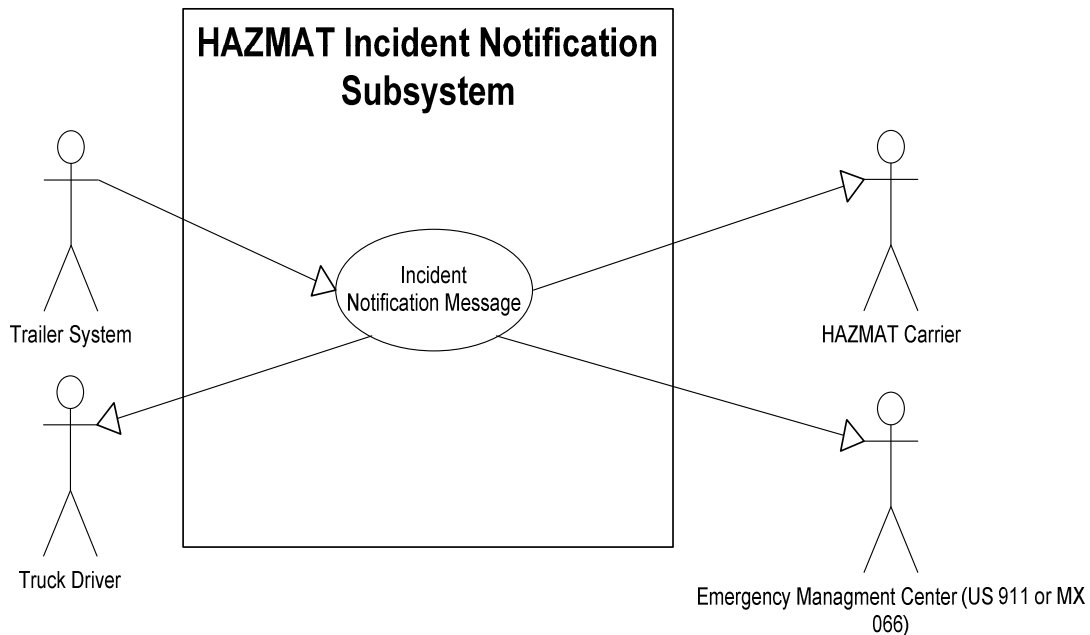 HAZMAT Incident Notification
Subsystem
Incident
Notification Message
Trailer System
HAZMAT Carrier
Truck Driver
Emergency Managment Center (US 911 or MX
066)